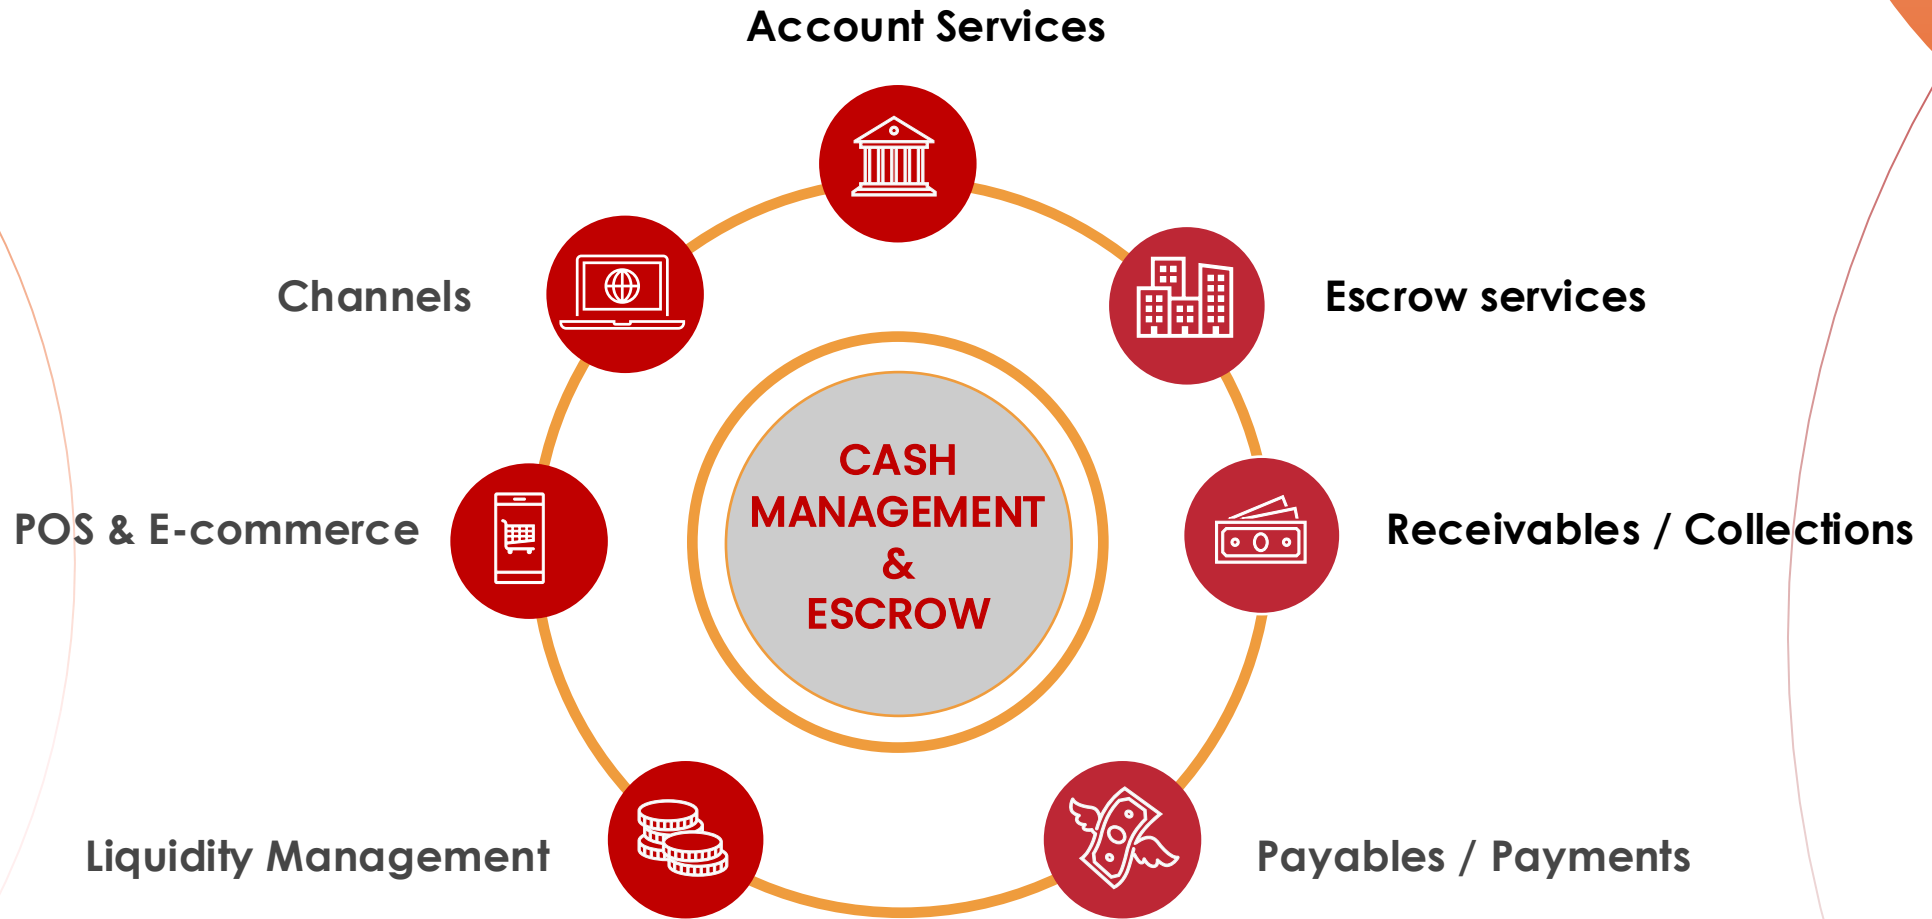 Account Services
Channels
Escrow services
CASH
MANAGEMENT
&
ESCROW
POS & E-commerce
Receivables / Collections
Liquidity Management
Payables / Payments